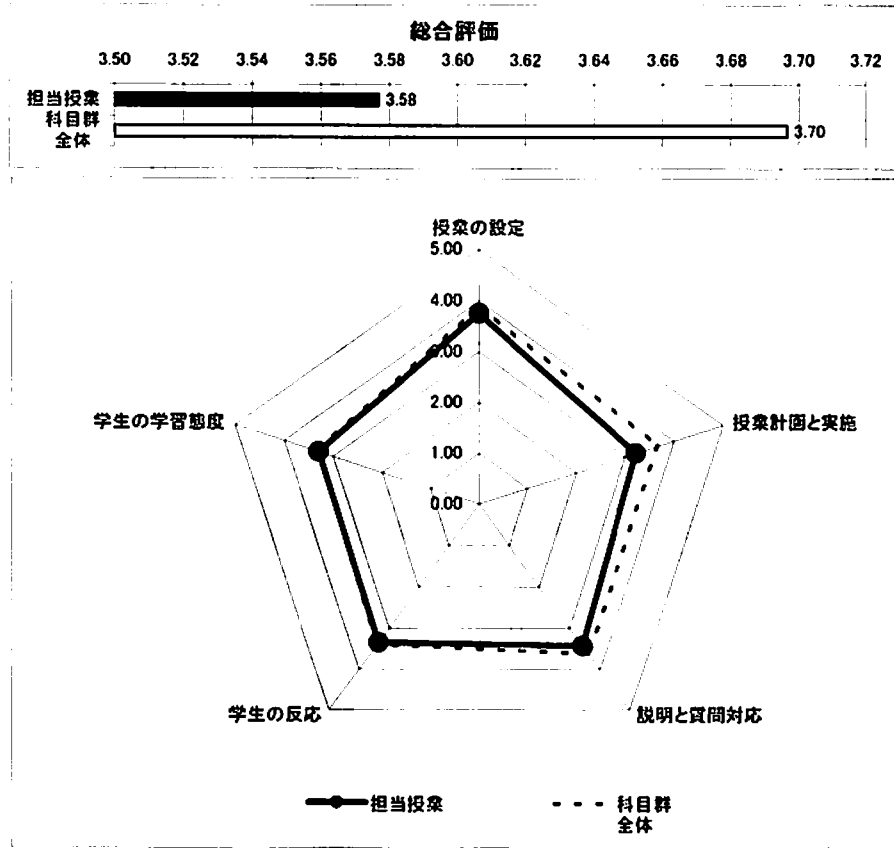 総合評価
3.50 3.52 3.54 3.56 3.58 3.60 3.62 3.64 3.66 3.68 3.70 3.72
担当授業 3.58
科目群
全体 3.70
授業の設定
5.00
4.00
3.00
2.00
1.00
0.00
学生の学習態度
授業計画と実施
学生の反応
説明と質問対応
担当授業 科目群
全体